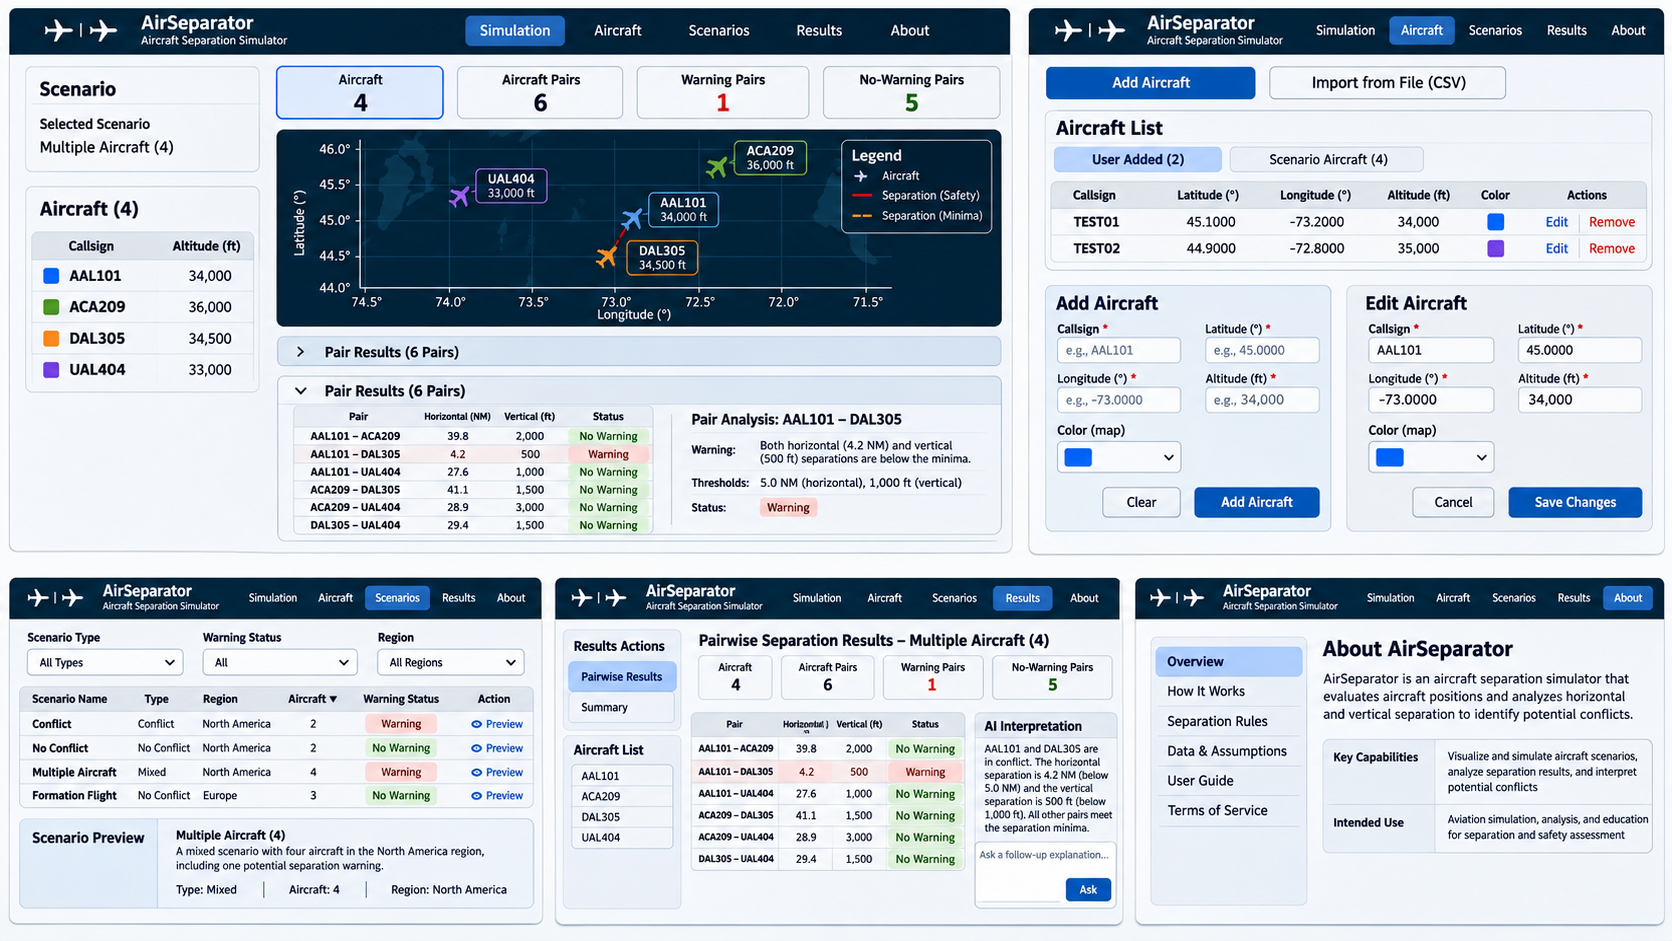 AirSeparator
Aircraft Separation Simulator
Simulation Aircraft Scenarios Results About
Scenario
Selected Scenario
Multiple Aircraft (4)
Aircraft (4)
Callsign Altitude (ft)
AAL101 34,000
ACA209 36,000
DAL305 34,500
UAL404 33,000
Aircraft
4
Aircraft Pairs
6
Warning Pairs
1
No-Warning Pairs
5
Latitude (°)
46.0°
45.5°
45.0°
44.5°
44.0°
74.5° 74.0° 73.5° 73.0° 72.5° 72.0° 71.5°
Longitude (°)
UAL404
33,000 ft
ACA209
36,000 ft
AAL101
34,000 ft
DAL305
34,500 ft
Legend
Aircraft
Separation (Safety)
Separation (Minima)
Pair Results (6 Pairs)
Pair Results (6 Pairs)
Pair Horizontal (NM) Vertical (ft) Status
AAL101 – ACA209 39.8 2,000 No Warning
AAL101 – DAL305 4.2 500 Warning
AAL101 – UAL404 27.6 1,000 No Warning
ACA209 – DAL305 41.1 1,500 No Warning
ACA209 – UAL404 28.9 3,000 No Warning
DAL305 – UAL404 29.4 1,500 No Warning
Pair Analysis: AAL101 – DAL305
Warning: Both horizontal (4.2 NM) and vertical
(500 ft) separations are below the minima.
Thresholds: 5.0 NM (horizontal), 1,000 ft (vertical)
Status: Warning
AirSeparator
Aircraft Separation Simulator
Simulation Aircraft Scenarios Results About
Add Aircraft Import from File (CSV)
Aircraft List
User Added (2) Scenario Aircraft (4)
Callsign Latitude (°) Longitude (°) Altitude (ft) Color Actions
TEST01 45.1000 -73.2000 34,000 Edit Remove
TEST02 44.9000 -72.8000 35,000 Edit Remove
Add Aircraft
Callsign * Latitude (°) *
e.g., AAL101 e.g., 45.0000
Longitude (°) * Altitude (ft) *
e.g., -73.0000 e.g., 34,000
Color (map)
Clear Add Aircraft
Edit Aircraft
Callsign * Latitude (°) *
AAL101 45.0000
Longitude (°) * Altitude (ft) *
-73.0000 34,000
Color (map)
Cancel Save Changes
AirSeparator
Aircraft Separation Simulator
Simulation Aircraft Scenarios Results About
Scenario Type Warning Status Region
All Types All All Regions
Scenario Name Type Region Aircraft ▼ Warning Status Action
Conflict Conflict North America 2 Warning Preview
No Conflict No Conflict North America 2 No Warning Preview
Multiple Aircraft Mixed North America 4 Warning Preview
Formation Flight No Conflict Europe 3 No Warning Preview
Scenario Preview
Multiple Aircraft (4)
A mixed scenario with four aircraft in the North America region,
including one potential separation warning.
Type: Mixed Aircraft: 4 Region: North America
AirSeparator
Aircraft Separation Simulator
Simulation Aircraft Scenarios Results About
Results Actions
Pairwise Results
Summary
Aircraft List
AAL101
ACA209
DAL305
UAL404
Pairwise Separation Results – Multiple Aircraft (4)
Aircraft
4
Aircraft Pairs
6
Warning Pairs
1
No-Warning Pairs
5
Pair Horizontal Vertical (ft) Status
AAL101 – ACA209 39.8 2,000 No Warning
AAL101 – DAL305 4.2 500 Warning
AAL101 – UAL404 27.6 1,000 No Warning
ACA209 – DAL305 41.1 1,500 No Warning
ACA209 – UAL404 28.9 3,000 No Warning
DAL305 – UAL404 29.4 1,500 No Warning
AI Interpretation
AAL101 and DAL305 are
in conflict. The horizontal
separation is 4.2 NM (below
5.0 NM) and the vertical
separation is 500 ft (below
1,000 ft). All other pairs meet
the separation minima.
Ask a follow-up explanation...
Ask
AirSeparator
Aircraft Separation Simulator
Simulation Aircraft Scenarios Results About
Overview
How It Works
Separation Rules
Data & Assumptions
User Guide
Terms of Service
About AirSeparator
AirSeparator is an aircraft separation simulator that
evaluates aircraft positions and analyzes horizontal
and vertical separation to identify potential conflicts.
Key Capabilities Visualize and simulate aircraft scenarios,
analyze separation results, and interpret
potential conflicts
Intended Use Aviation simulation, analysis, and education
for separation and safety assessment